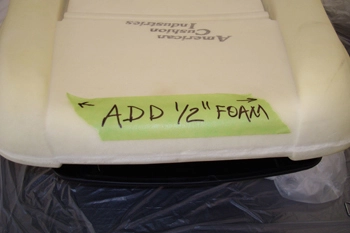 American
Cushion
Industries
← →
ADD 1/2" FOAM